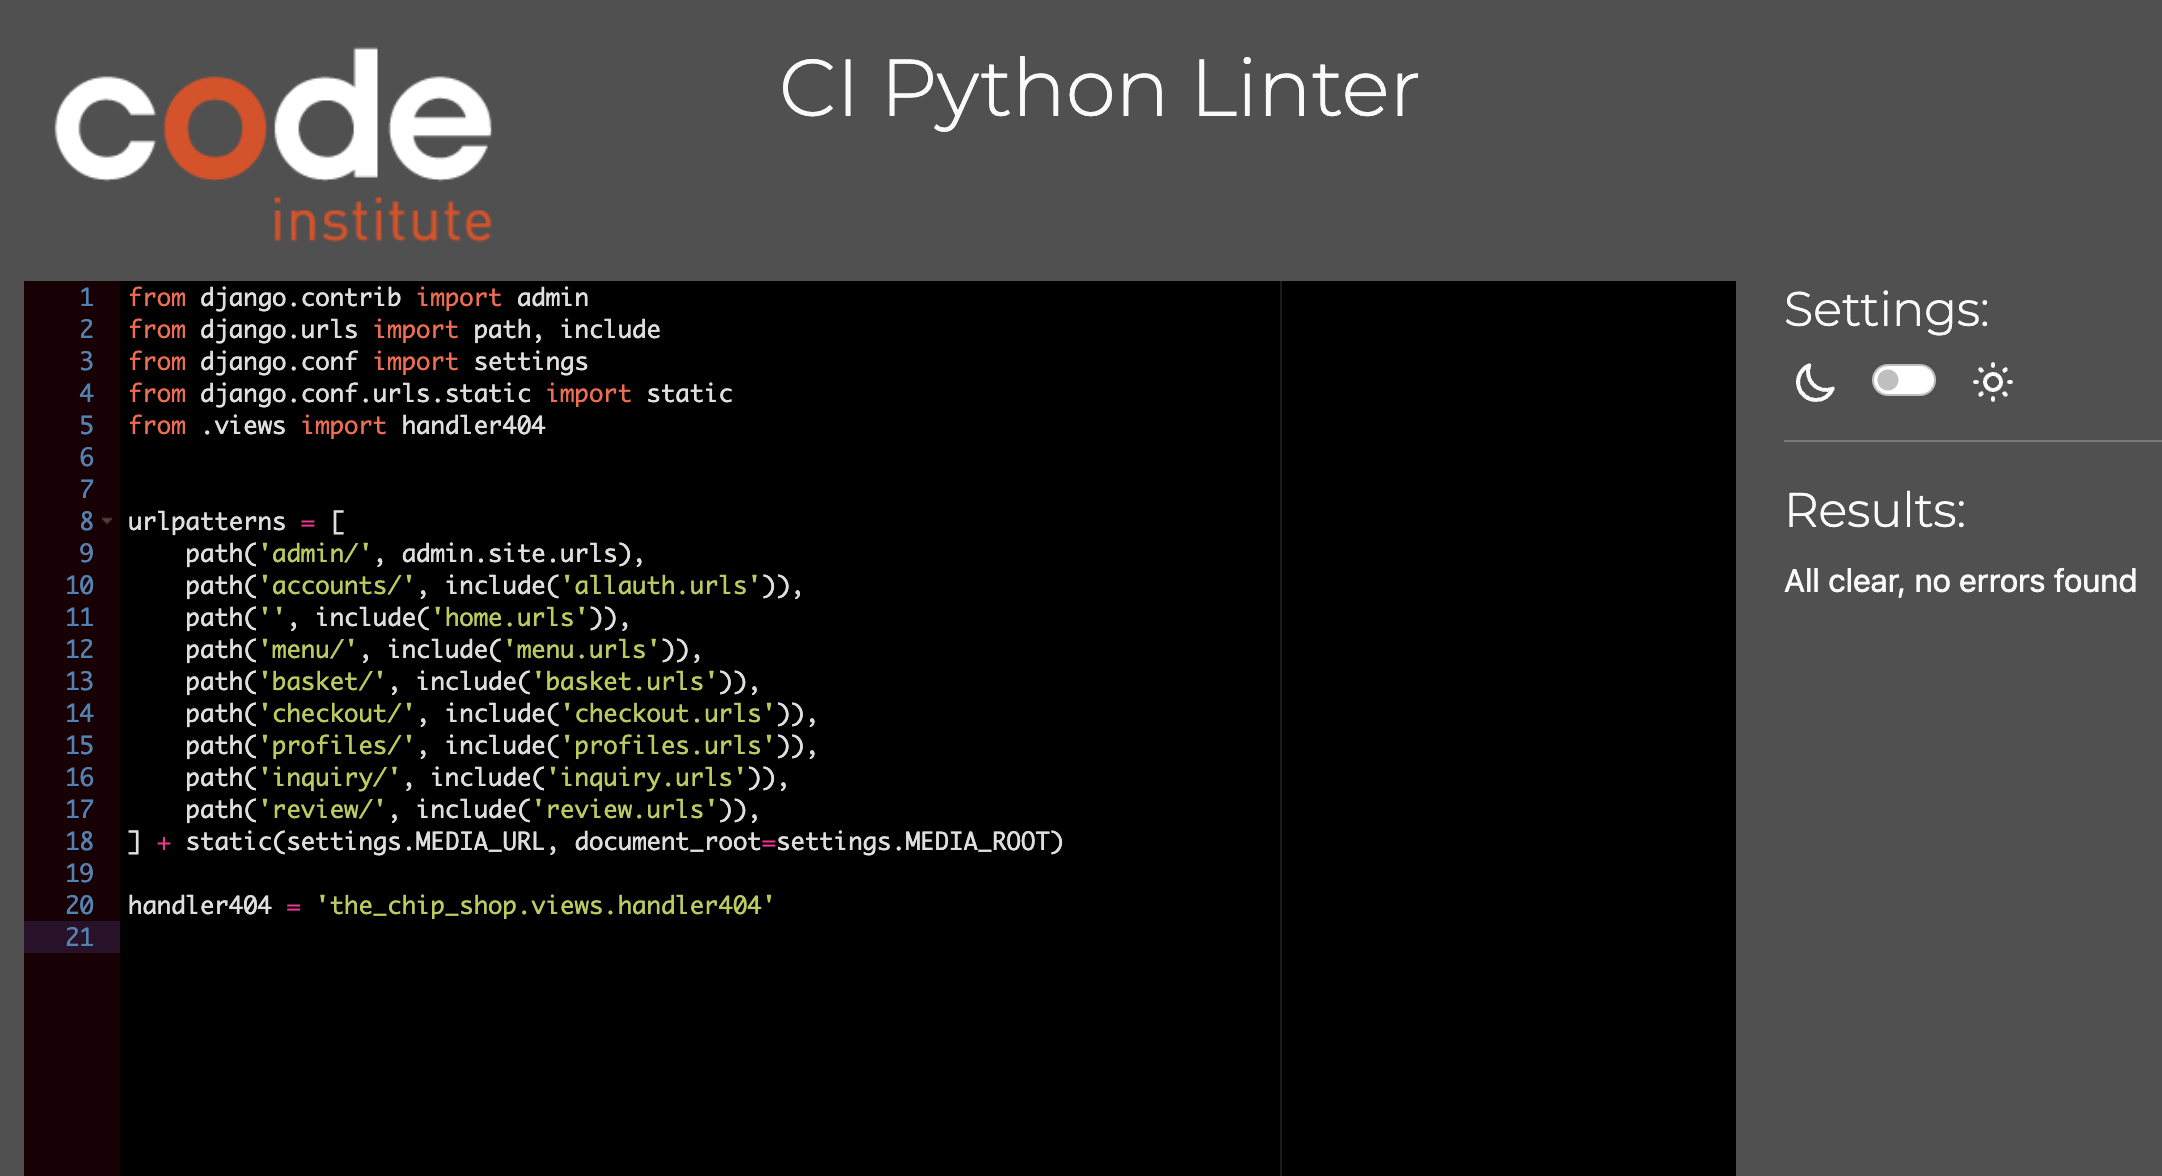 code
institute
CI Python Linter
1 from django.contrib import admin
2 from django.urls import path, include
3 from django.conf import settings
4 from django.conf.urls.static import static
5 from .views import handler404
6
7
8 urlpatterns = [
9     path('admin/', admin.site.urls),
10     path('accounts/', include('allauth.urls')),
11     path('', include('home.urls')),
12     path('menu/', include('menu.urls')),
13     path('basket/', include('basket.urls')),
14     path('checkout/', include('checkout.urls')),
15     path('profiles/', include('profiles.urls')),
16     path('inquiry/', include('inquiry.urls')),
17     path('review/', include('review.urls')),
18 ] + static(settings.MEDIA_URL, document_root=settings.MEDIA_ROOT)
19
20 handler404 = 'the_chip_shop.views.handler404'
21
Settings:
Results:
All clear, no errors found